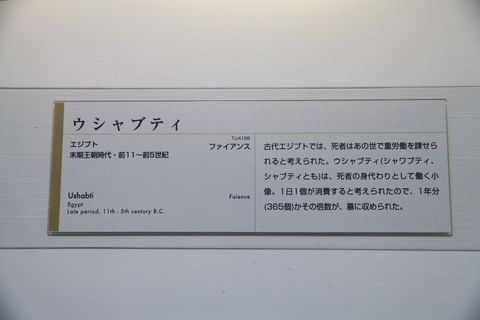 ウシャブティ
TJ-4126
エジプト
ファイアンス
末期王朝時代・前11～前5世紀
Ushabti
Faience
Egypt
Late period, 11th - 5th century B.C.
古代エジプトでは、死者はあの世で重労働を課せら
れると考えられた。ウシャブティ(シャワブティ、
シャブティとも)は、死者の身代わりとして働く小
像。1日1個が消費すると考えられたので、1年分
(365個)かその倍数が、墓に収められた。